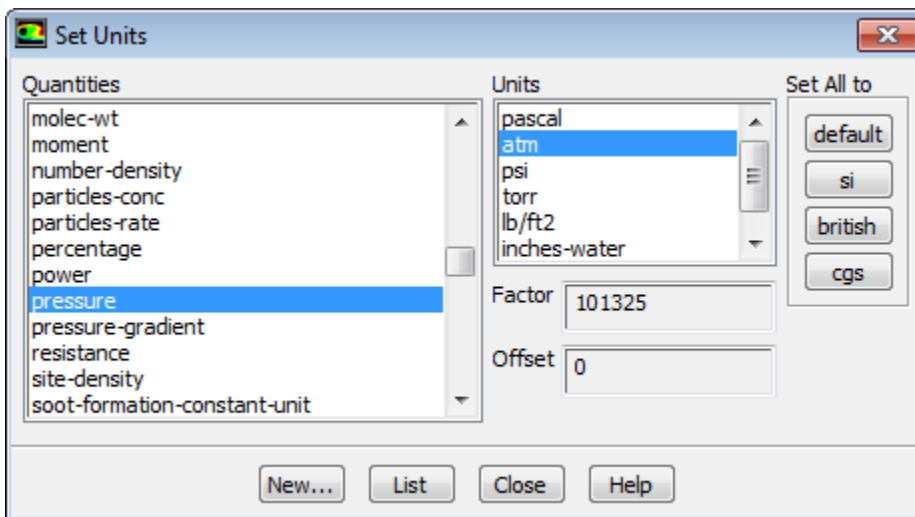 Set Units
Quantities
molec-wt
moment
number-density
particles-conc
particles-rate
percentage
power
pressure
pressure-gradient
resistance
site-density
soot-formation-constant-unit
Units
pascal
atm
psi
torr
lb/ft2
inches-water
Factor 101325
Offset 0
Set All to
default
si
british
cgs
New... List Close Help